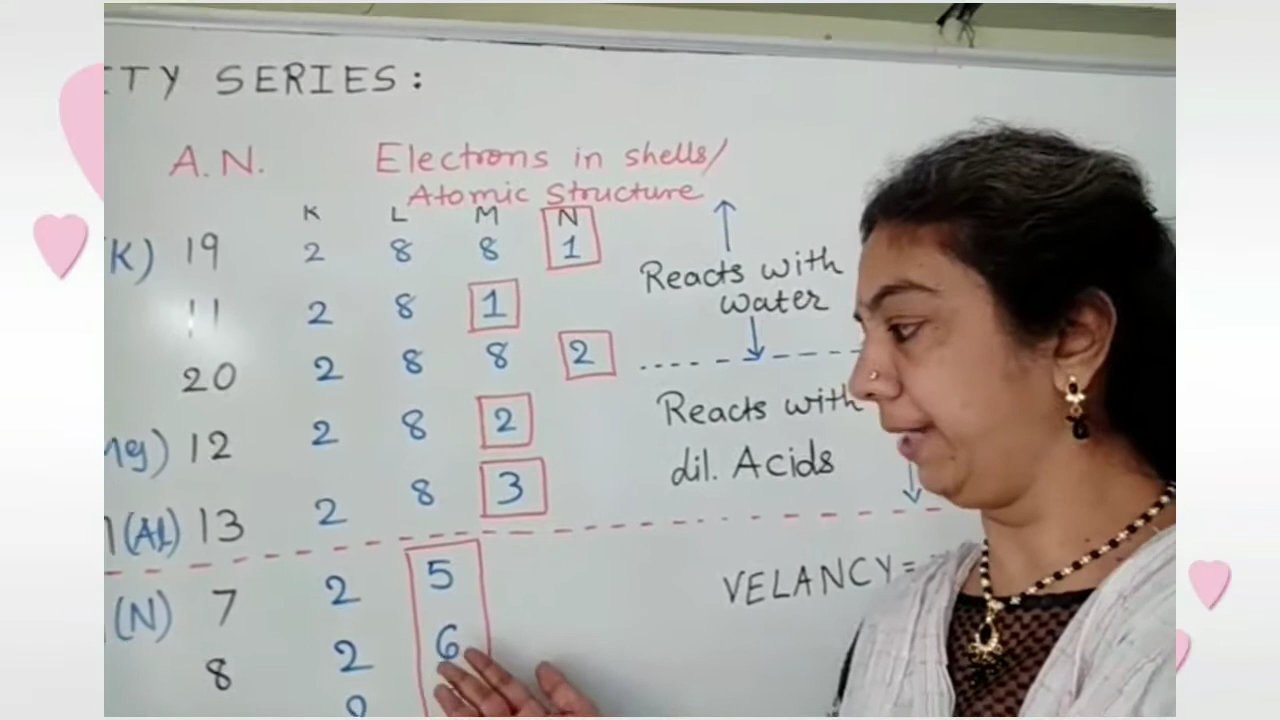 ITY SERIES:
A.N. Electrons in shells/
Atomic Structure
K L M N
(K) 19 2 8 8 1
11 2 8 1
20 2 8 8 2
Reacts with
water
12 2 8 2
Reacts with
dil. Acids
(Al) 13 2 8 3
(N) 7 2 5
VELANCY=
8 2 6